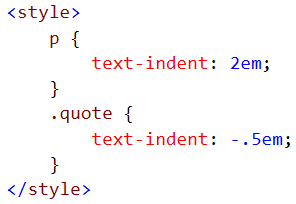 <style>
    p {
        text-indent: 2em;
    }
    .quote {
        text-indent: -.5em;
    }
</style>